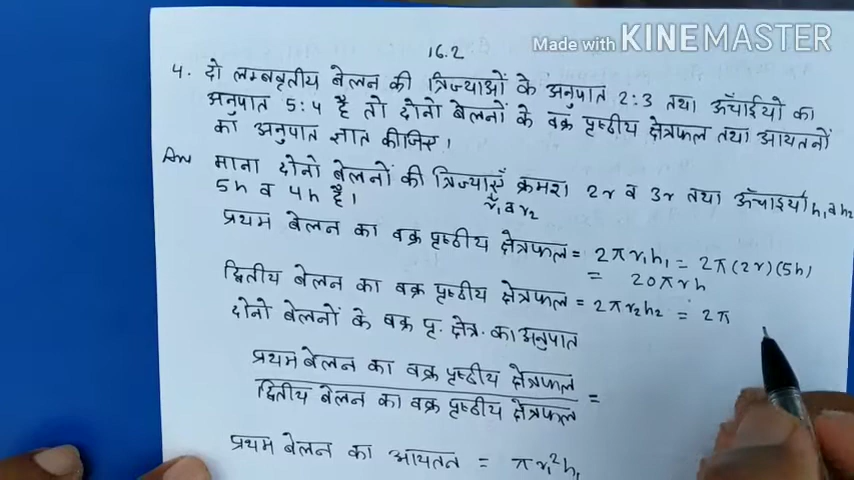 16.2
Made with KINEMASTER
4. दो लम्बवृतीय बेलन की त्रिज्याओं के अनुपात 2:3 तथा ऊँचाईयो का
अनुपात 5:4 है तो दोनो बेलनों के वक्र पृष्ठीय क्षेत्रफल तथा आयतनों
का अनुपात ज्ञात कीजिए।
Ans माना दोनो बेलनों की त्रिज्याएँ क्रमश 2r व 3r तथा ऊँचाईयाँ h₁ व h₂
5h व 4h है। r₁ व r₂
प्रथम बेलन का वक्र पृष्ठीय क्षेत्रफल = 2πr₁h₁ = 2π(2r)(5h)
= 20πrh
द्वितीय बेलन का वक्र पृष्ठीय क्षेत्रफल = 2πr₂h₂ = 2π
दोनो बेलनों के वक्र पृ. क्षेत्र. का अनुपात
प्रथम बेलन का वक्र पृष्ठीय क्षेत्रफल =
द्वितीय बेलन का वक्र पृष्ठीय क्षेत्रफल
प्रथम बेलन का आयतन = πr₁²h₁